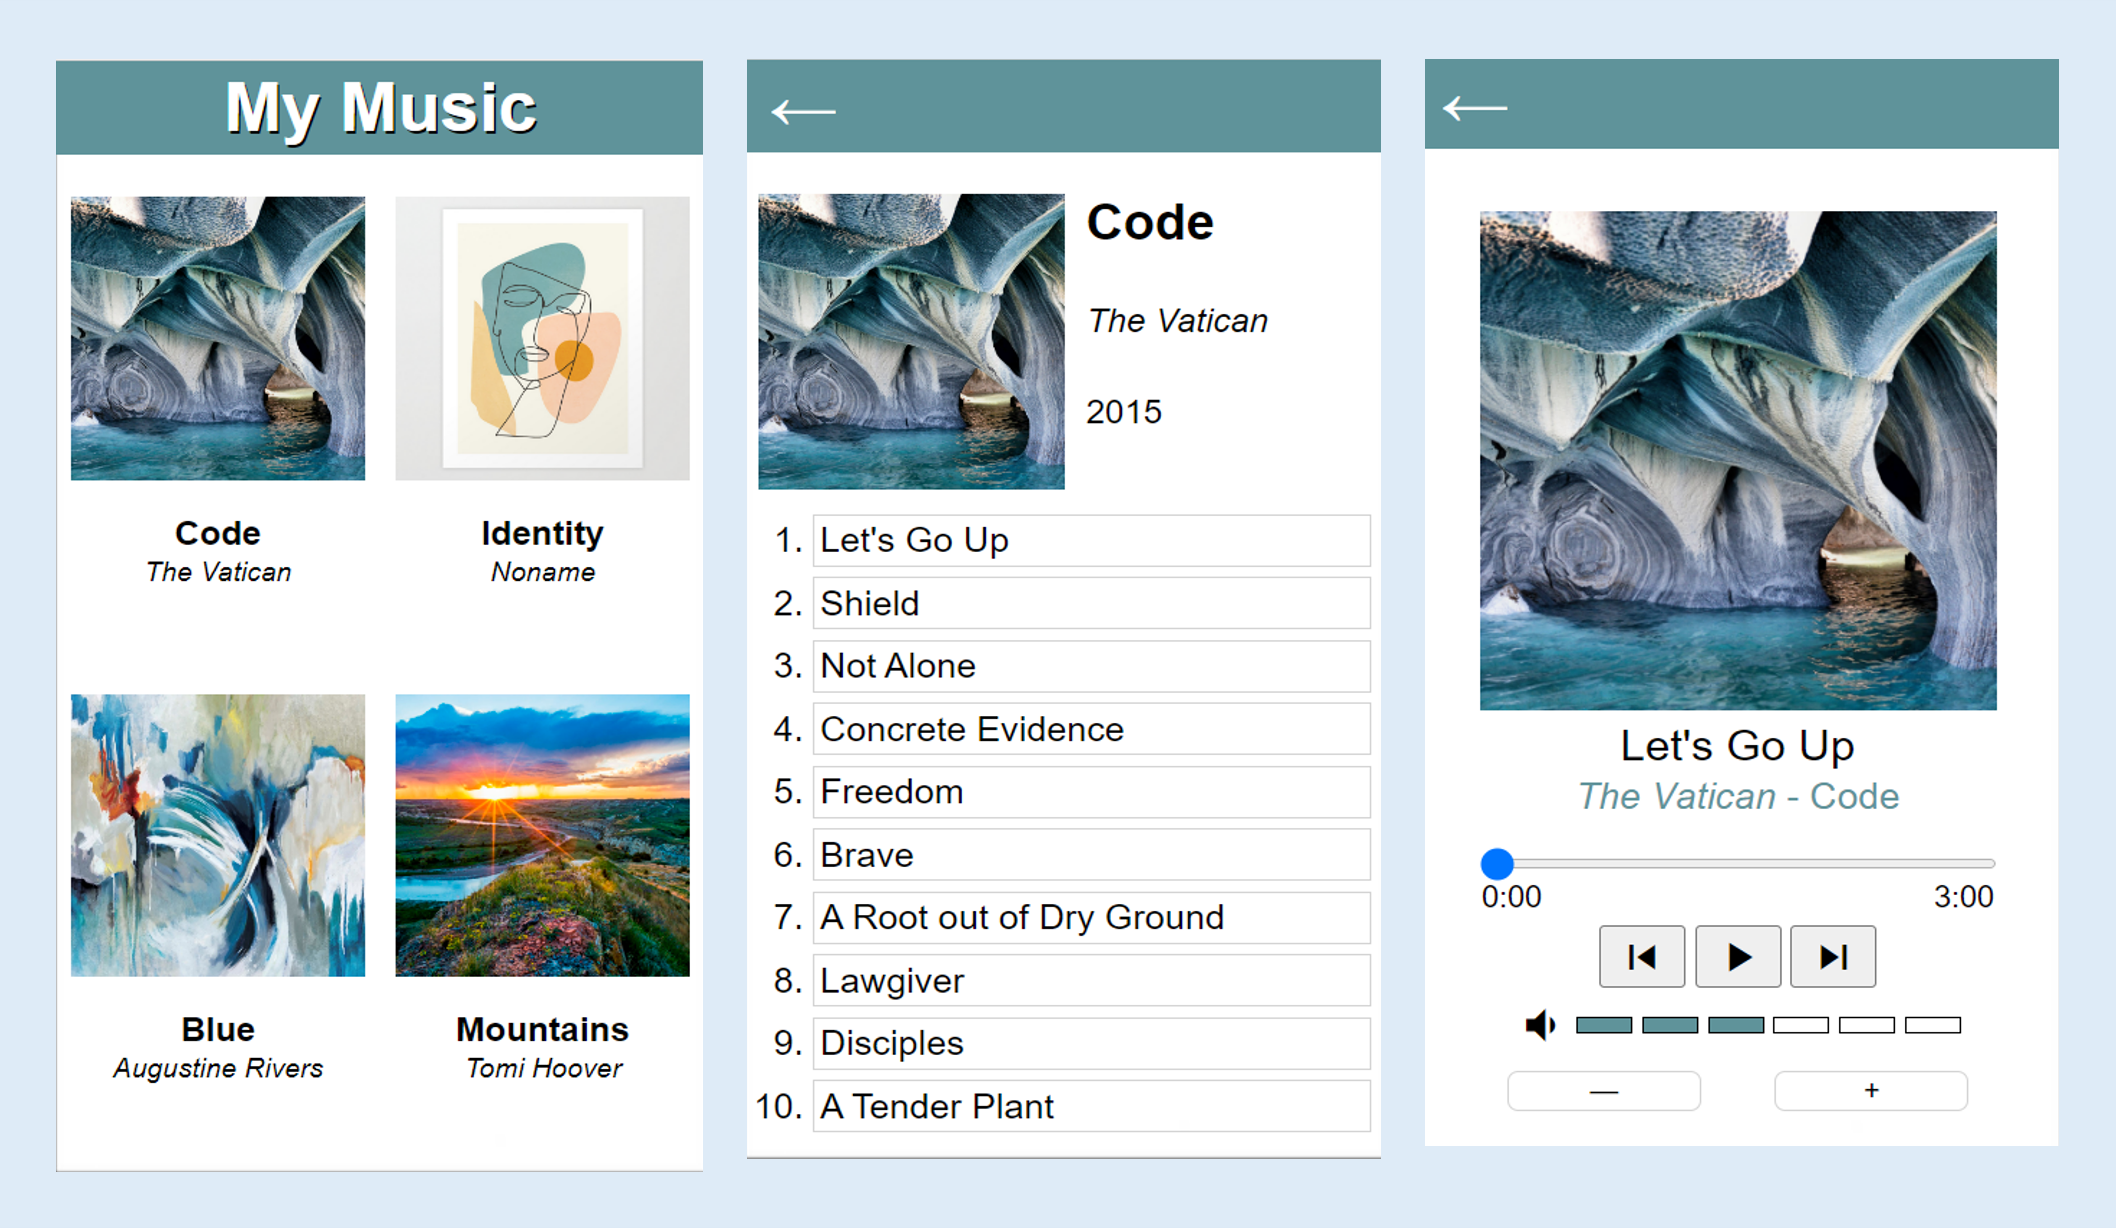 My Music
Code
The Vatican
Identity
Noname
Blue
Augustine Rivers
Mountains
Tomi Hoover
Code
The Vatican
2015
1. Let's Go Up
2. Shield
3. Not Alone
4. Concrete Evidence
5. Freedom
6. Brave
7. A Root out of Dry Ground
8. Lawgiver
9. Disciples
10. A Tender Plant
Let's Go Up
The Vatican - Code
0:00 3:00
— +